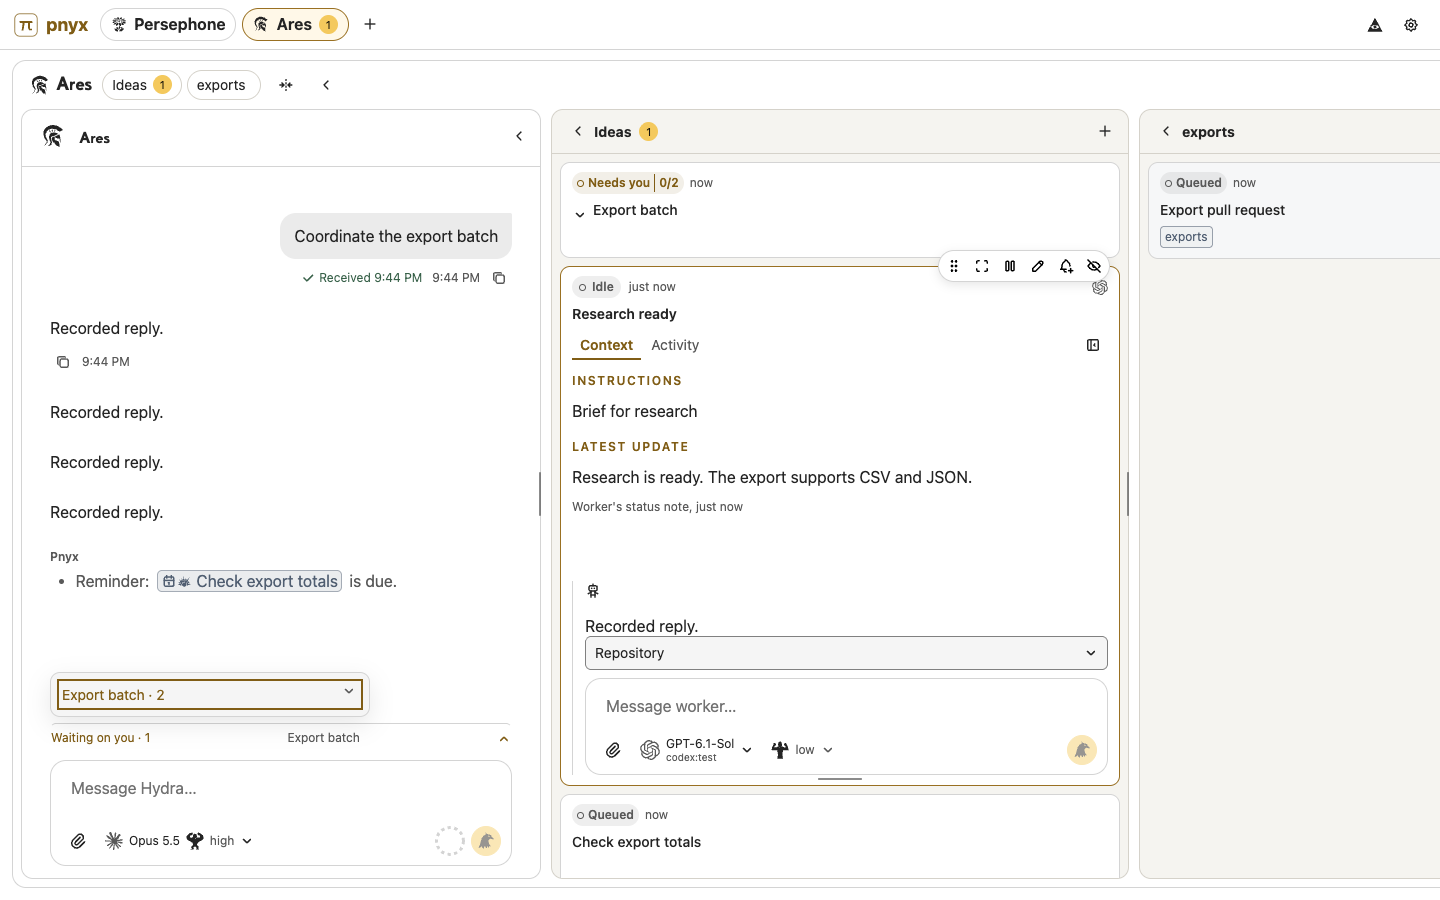 π pnyx Persephone Ares 1 +
Ares Ideas 1 exports
Ares
Coordinate the export batch
Received 9:44 PM 9:44 PM
Recorded reply.
9:44 PM
Recorded reply.
Recorded reply.
Recorded reply.
Pnyx
• Reminder: Check export totals is due.
Export batch · 2
Waiting on you · 1 Export batch
Message Hydra...
Opus 5.5 high
Ideas 1
Needs you 0/2 now
Export batch
Idle just now
Research ready
Context Activity
INSTRUCTIONS
Brief for research
LATEST UPDATE
Research is ready. The export supports CSV and JSON.
Worker's status note, just now
Recorded reply.
Repository
Message worker...
GPT-6.1-Sol
codex:test
low
Queued now
Check export totals
exports
Queued now
Export pull request
exports